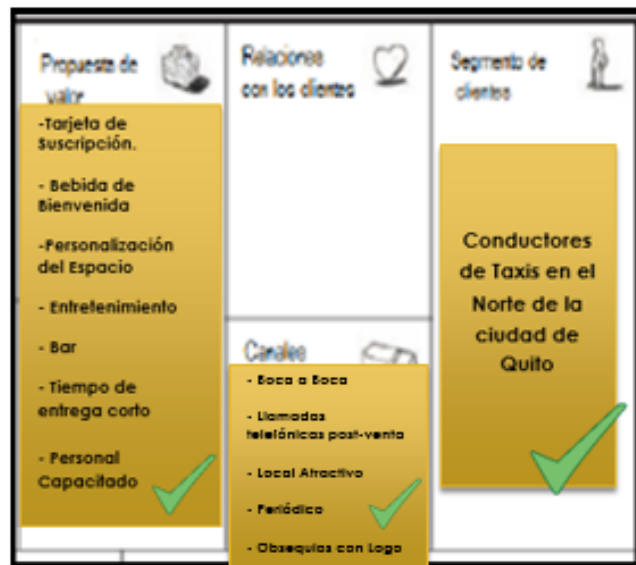 Propuesta de
valor
-Tarjeta de
Suscripción.
- Bebida de
Bienvenida
-Personalización
del Espacio
- Entretenimiento
- Bar
- Tiempo de
entrega corto
- Personal
Capacitado
Relaciones
con los clientes
Canales
- Boca a Boca
- Llamadas
telefónicas post-venta
- Local Atractivo
- Periódico
- Obsequios con Logo
Segmento de
clientes
Conductores
de Taxis en el
Norte de la
ciudad de
Quito